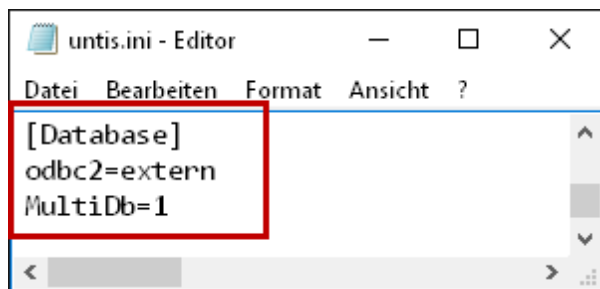 untis.ini - Editor
Datei Bearbeiten Format Ansicht ?
[Database]
odbc2=extern
MultiDb=1